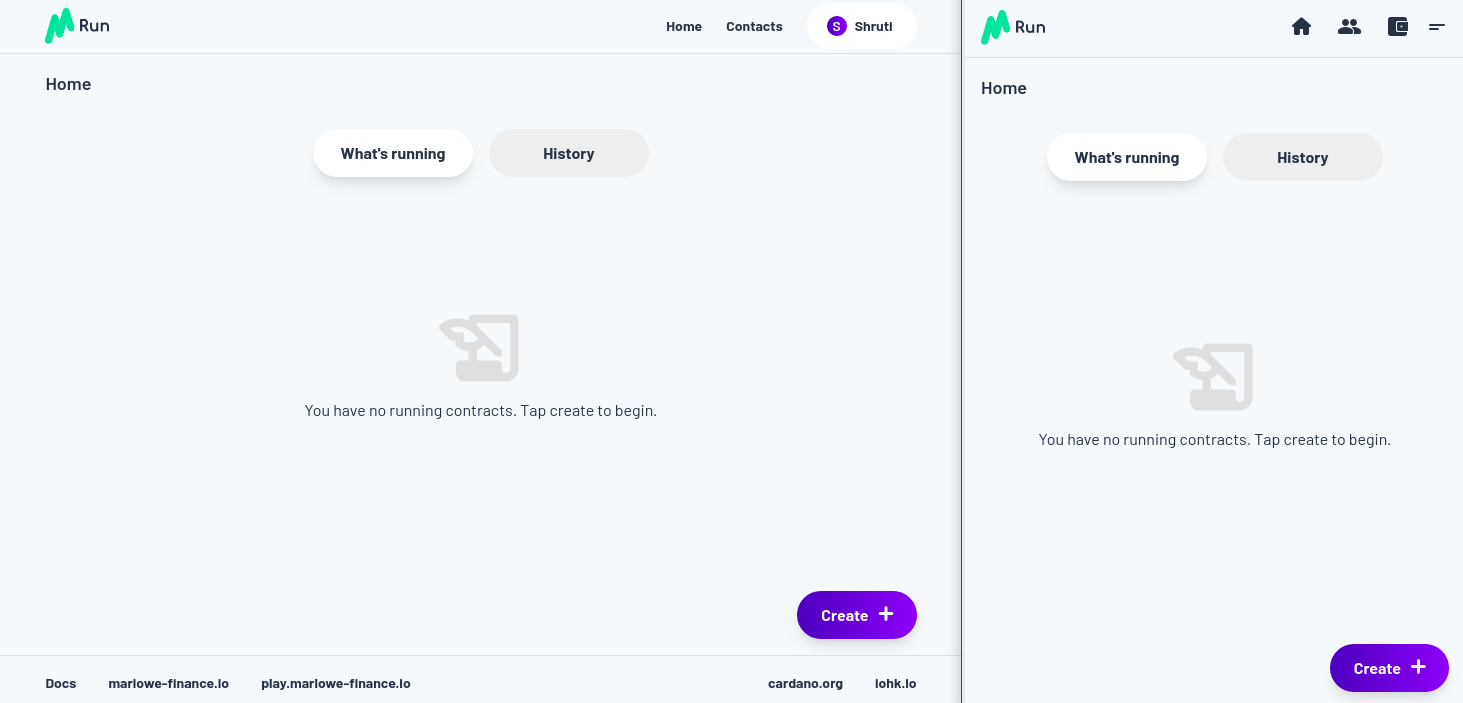 Run
Home Contacts S Shruti
Home
What's running History
You have no running contracts. Tap create to begin.
Create
Docs marlowe-finance.io play.marlowe-finance.io cardano.org iohk.io
Run
Home
What's running History
You have no running contracts. Tap create to begin.
Create